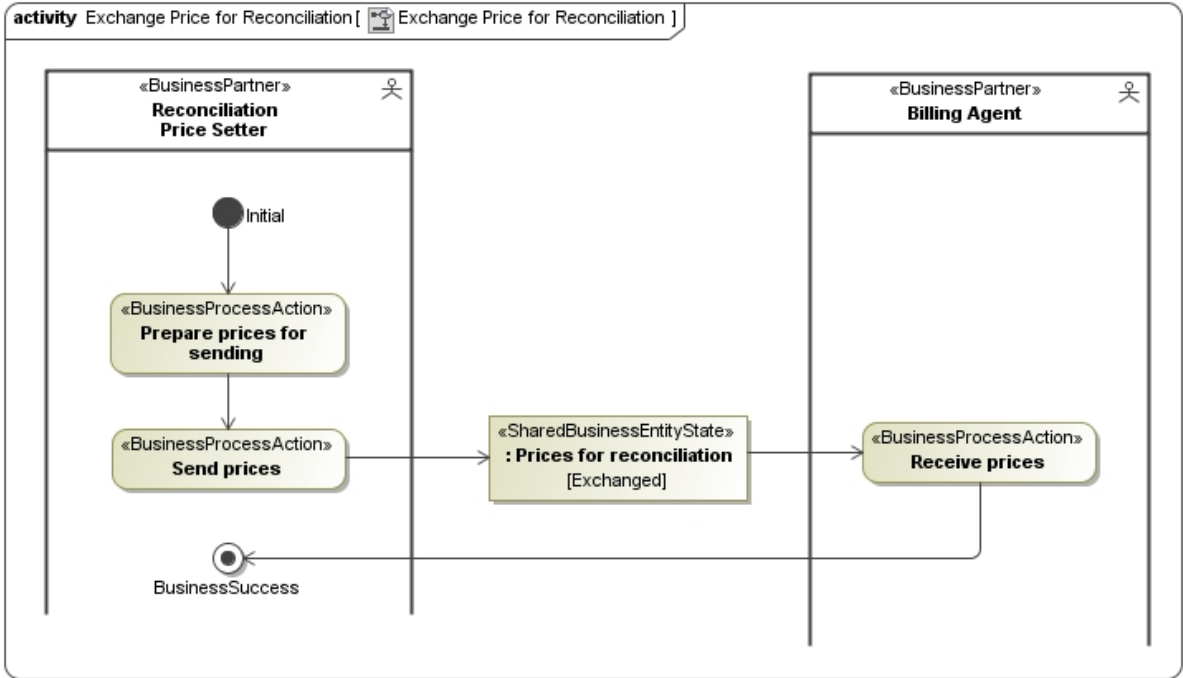 activity Exchange Price for Reconciliation [ Exchange Price for Reconciliation ]
«BusinessPartner»
Reconciliation
Price Setter
«BusinessPartner»
Billing Agent
Initial
«BusinessProcessAction»
Prepare prices for
sending
«BusinessProcessAction»
Send prices
«SharedBusinessEntityState»
: Prices for reconciliation
[Exchanged]
«BusinessProcessAction»
Receive prices
BusinessSuccess